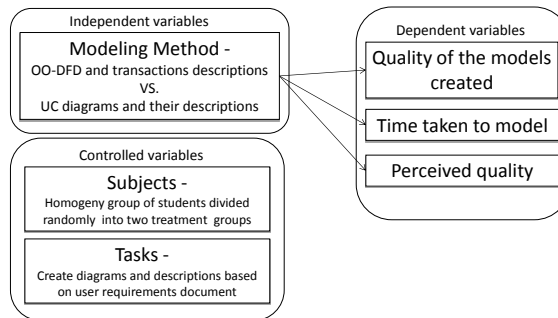 Independent variables
Modeling Method -
OO-DFD and transactions descriptions
VS.
UC diagrams and their descriptions
Controlled variables
Subjects -
Homogeny group of students divided
randomly into two treatment groups
Tasks -
Create diagrams and descriptions based
on user requirements document
Dependent variables
Quality of the models
created
Time taken to model
Perceived quality